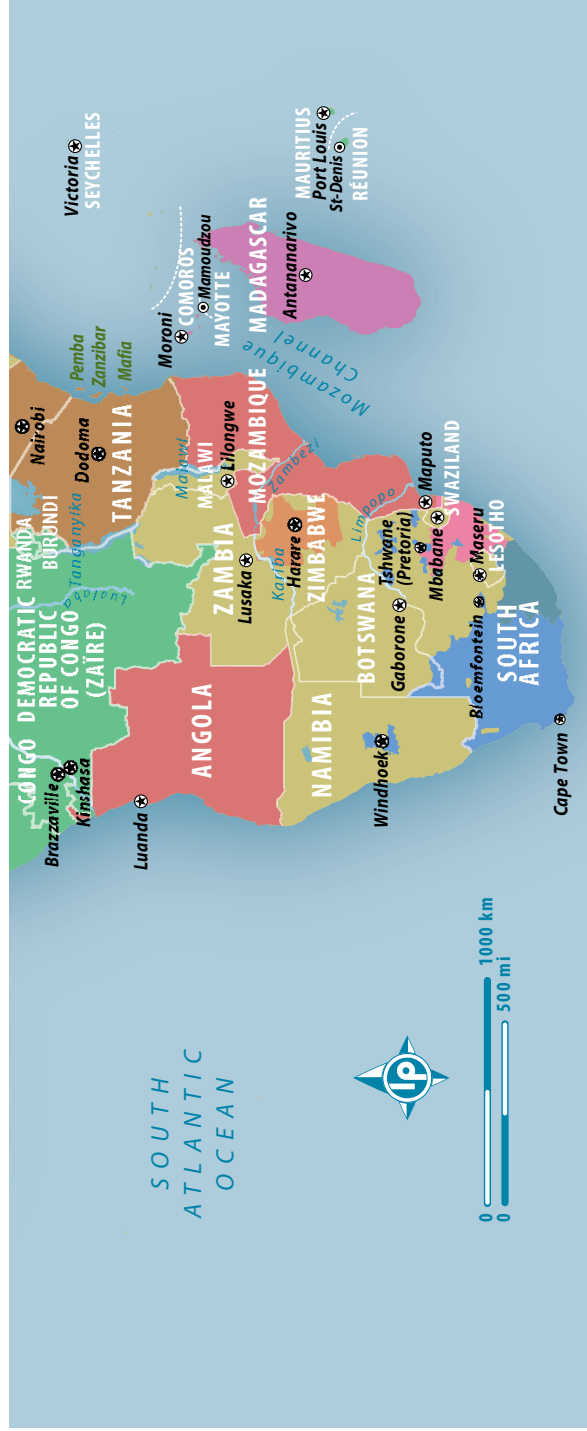 Victoria
SEYCHELLES
MAURITIUS
Port Louis
St-Denis
RÉUNION
Moroni
COMOROS
Mamoudzou
MAYOTTE
MADAGASCAR
Antananarivo
Mozambique
Channel
Pemba
Zanzibar
Mafia
Nairobi
Dodoma
TANZANIA
Malawi
MALAWI
Lilongwe
MOZAMBIQUE
Zambezi
RWANDA
BURUNDI
Tanganyika
Lualaba
DEMOCRATIC
REPUBLIC
OF CONGO
(ZAÏRE)
CONGO
Brazzaville
Kinshasa
Luanda
ANGOLA
ZAMBIA
Lusaka
Kariba
Harare
ZIMBABWE
Limpopo
Maputo
SWAZILAND
Tshwane
(Pretoria)
Mbabane
Maseru
LESOTHO
BOTSWANA
Gaborone
Bloemfontein
SOUTH
AFRICA
NAMIBIA
Windhoek
Cape Town
SOUTH
ATLANTIC
OCEAN
lp
0 1000 km
0 500 mi